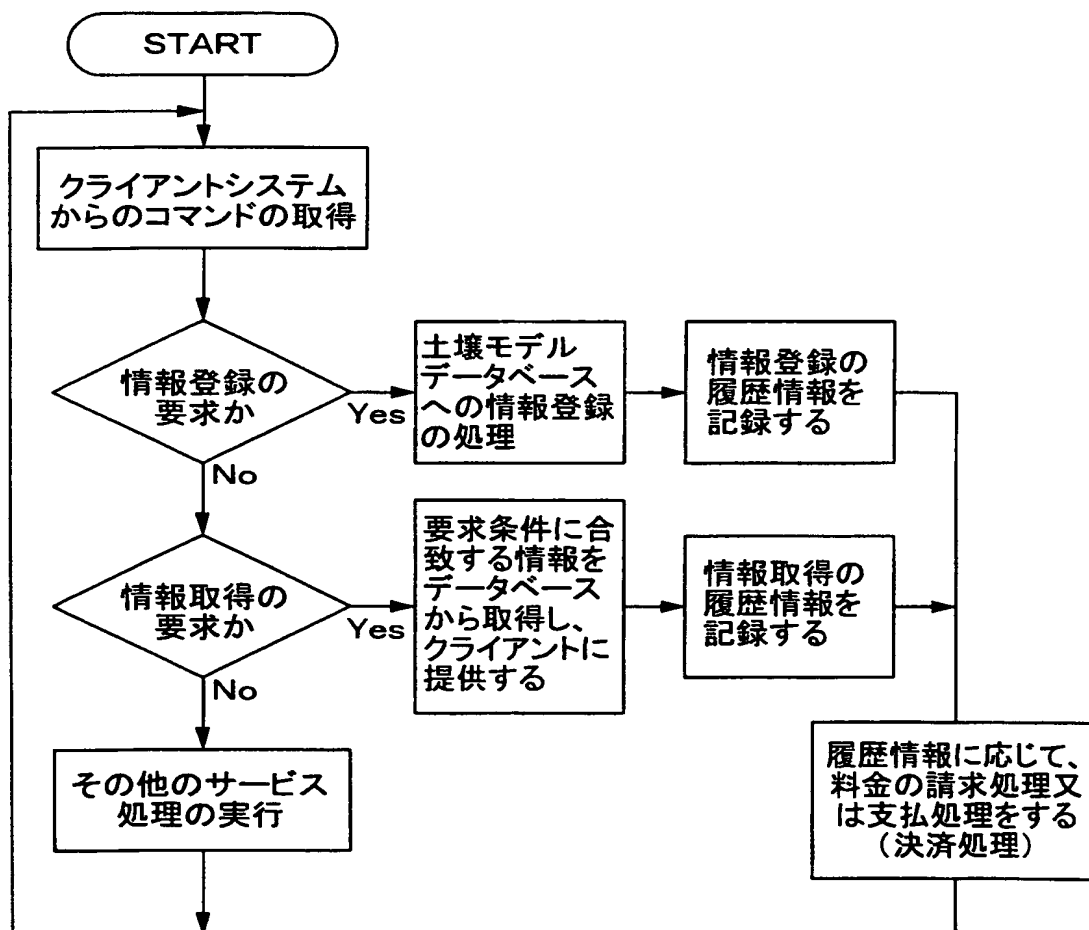 START
クライアントシステム
からのコマンドの取得
情報登録の
要求か
Yes
No
土壌モデル
データベース
への情報登録
の処理
情報登録の
履歴情報を
記録する
情報取得の
要求か
Yes
No
要求条件に合
致する情報を
データベース
から取得し、
クライアントに
提供する
情報取得の
履歴情報を
記録する
その他のサービス
処理の実行
履歴情報に応じて、
料金の請求処理又
は支払処理をする
（決済処理）